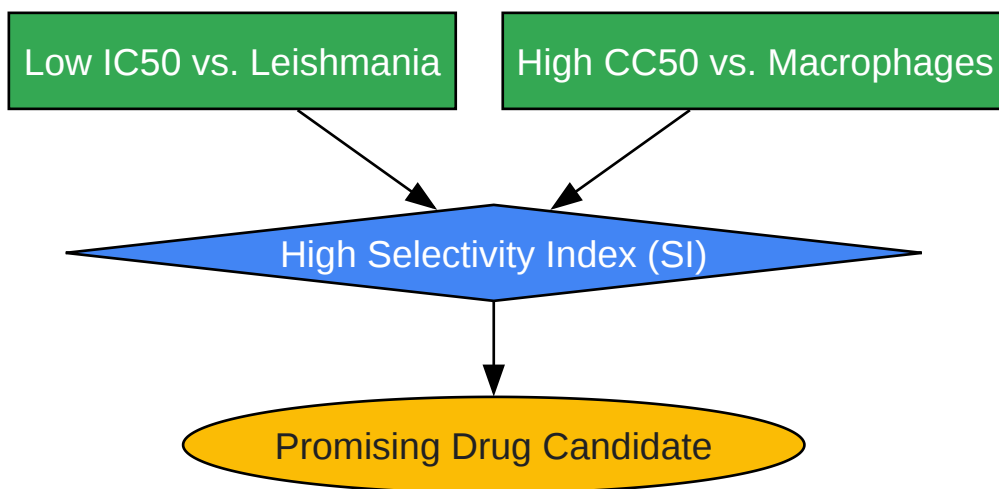 Low IC50 vs. Leishmania
High CC50 vs. Macrophages
High Selectivity Index (SI)
Promising Drug Candidate